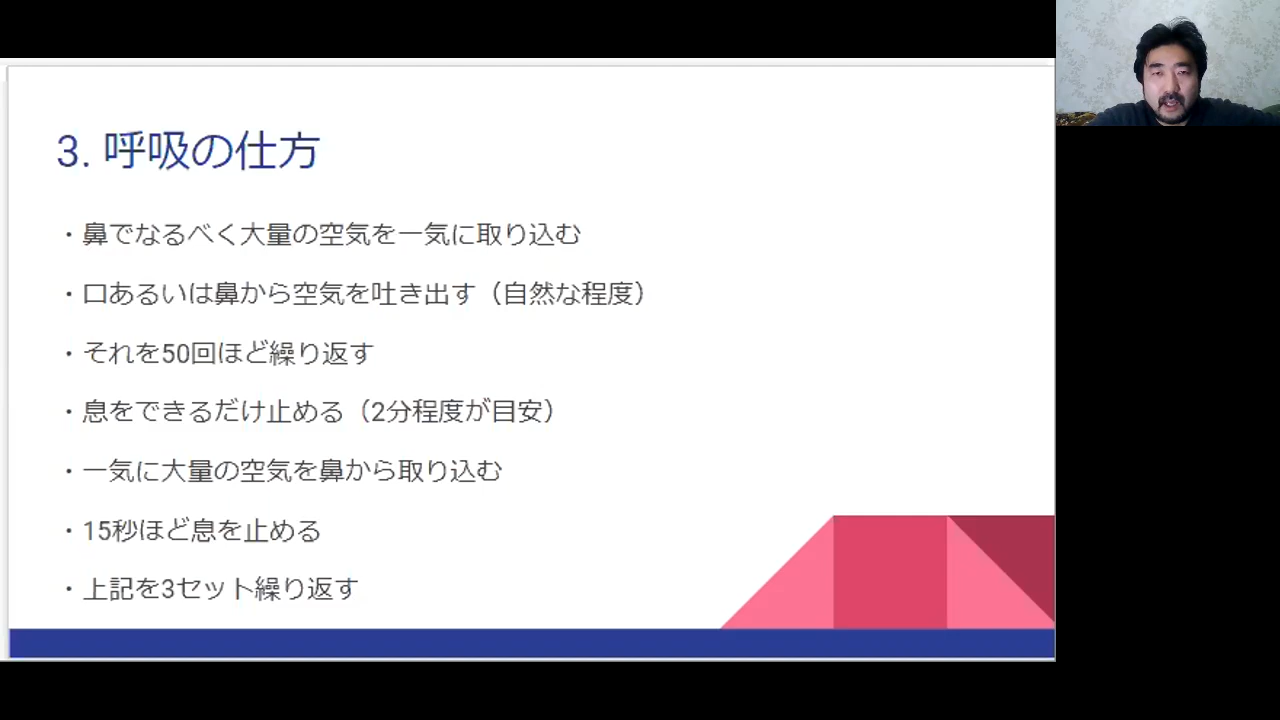 3. 呼吸の仕方
・鼻でなるべく大量の空気を一気に取り込む
・口あるいは鼻から空気を吐き出す（自然な程度）
・それを50回ほど繰り返す
・息をできるだけ止める（2分程度が目安）
・一気に大量の空気を鼻から取り込む
・15秒ほど息を止める
・上記を3セット繰り返す